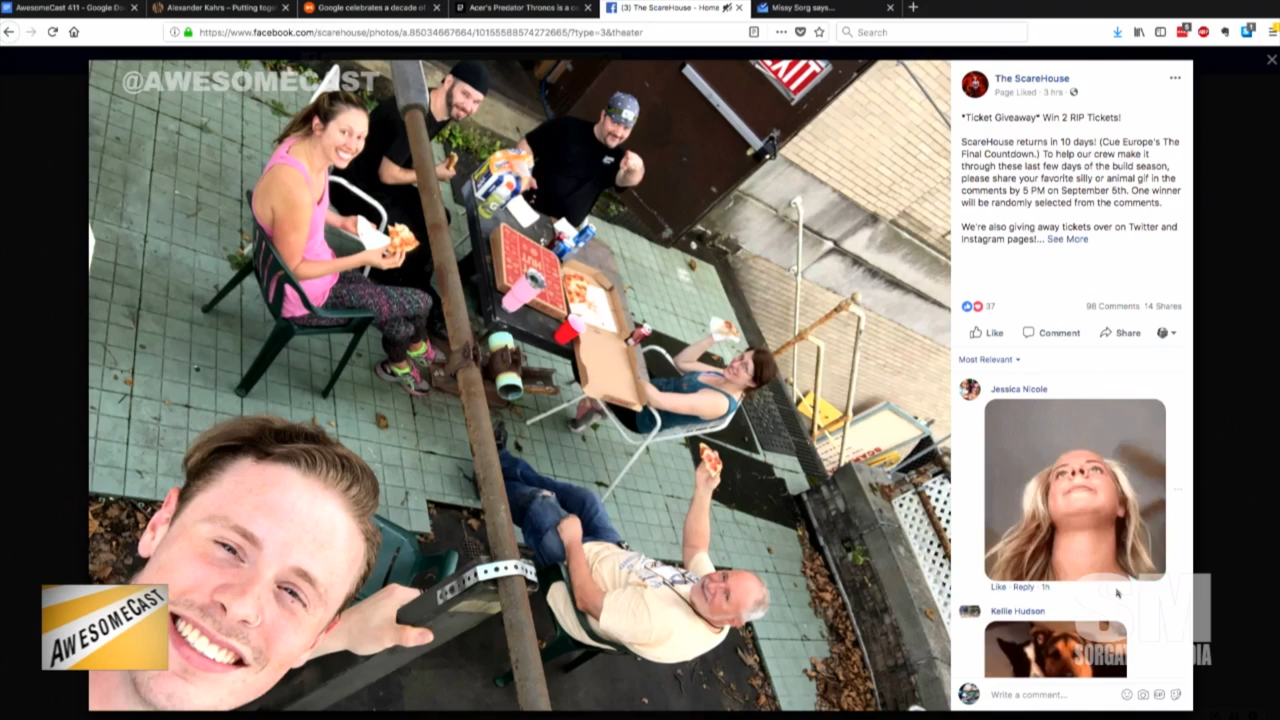 AwesomeCast 411 - Google Do
Alexander Kahrs – Putting toge
Google celebrates a decade of
Acer's Predator Thronos is a c
(3) The ScareHouse - Home
Missy Sorg says...
https://www.facebook.com/scarehouse/photos/a.85034667664/10155588574272665/?type=3&theater
Search
@AWESOMECAST
EXIT
The ScareHouse
Page Liked · 3 hrs ·
*Ticket Giveaway* Win 2 RIP Tickets!
ScareHouse returns in 10 days! (Cue Europe's The
Final Countdown.) To help our crew make it
through these last few days of the build season,
please share your favorite silly or animal gif in the
comments by 5 PM on September 5th. One winner
will be randomly selected from the comments.
We're also giving away tickets over on Twitter and
Instagram pages!... See More
37
98 Comments 14 Shares
Like Comment Share
Most Relevant
Jessica Nicole
Like · Reply · 1h
Kellie Hudson
Write a comment...
AWESOMECAST
SM